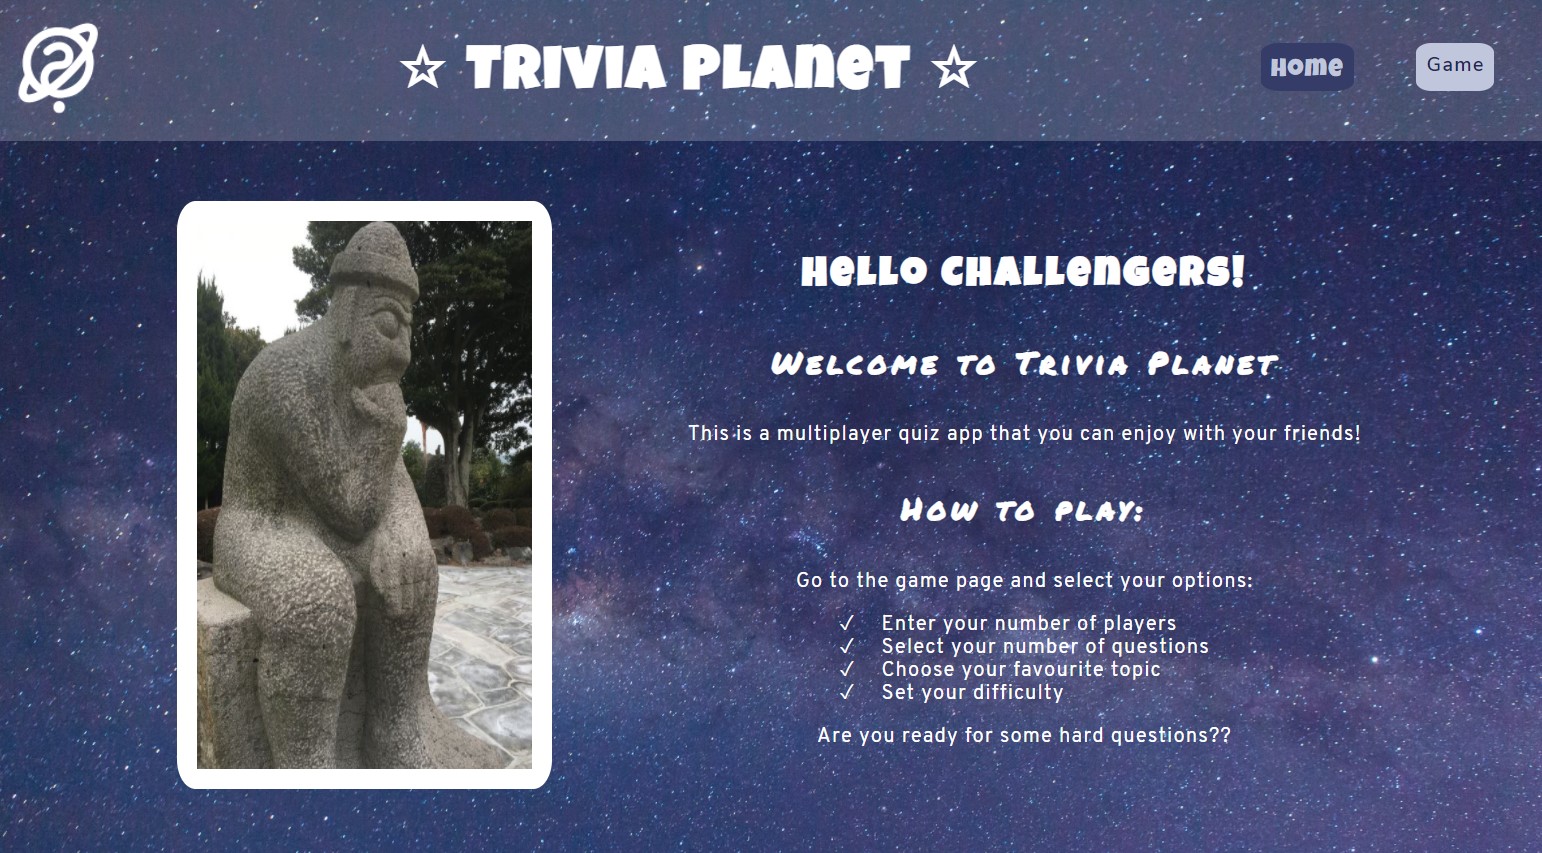 ☆ TRIVIA PLANET ☆
Home
Game
Hello Challengers!
Welcome to Trivia Planet
This is a multiplayer quiz app that you can enjoy with your friends!
How to play:
Go to the game page and select your options:
✓ Enter your number of players
✓ Select your number of questions
✓ Choose your favourite topic
✓ Set your difficulty
Are you ready for some hard questions??